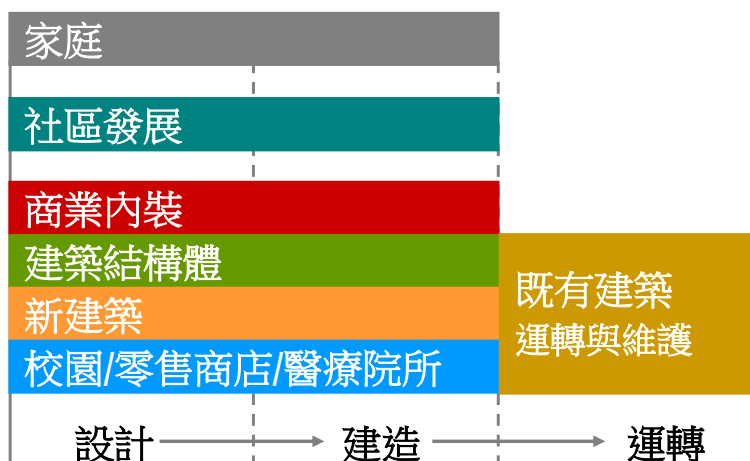 家庭
社區發展
商業內裝
建築結構體
新建築
校園/零售商店/醫療院所
既有建築
運轉與維護
設計
建造
運轉